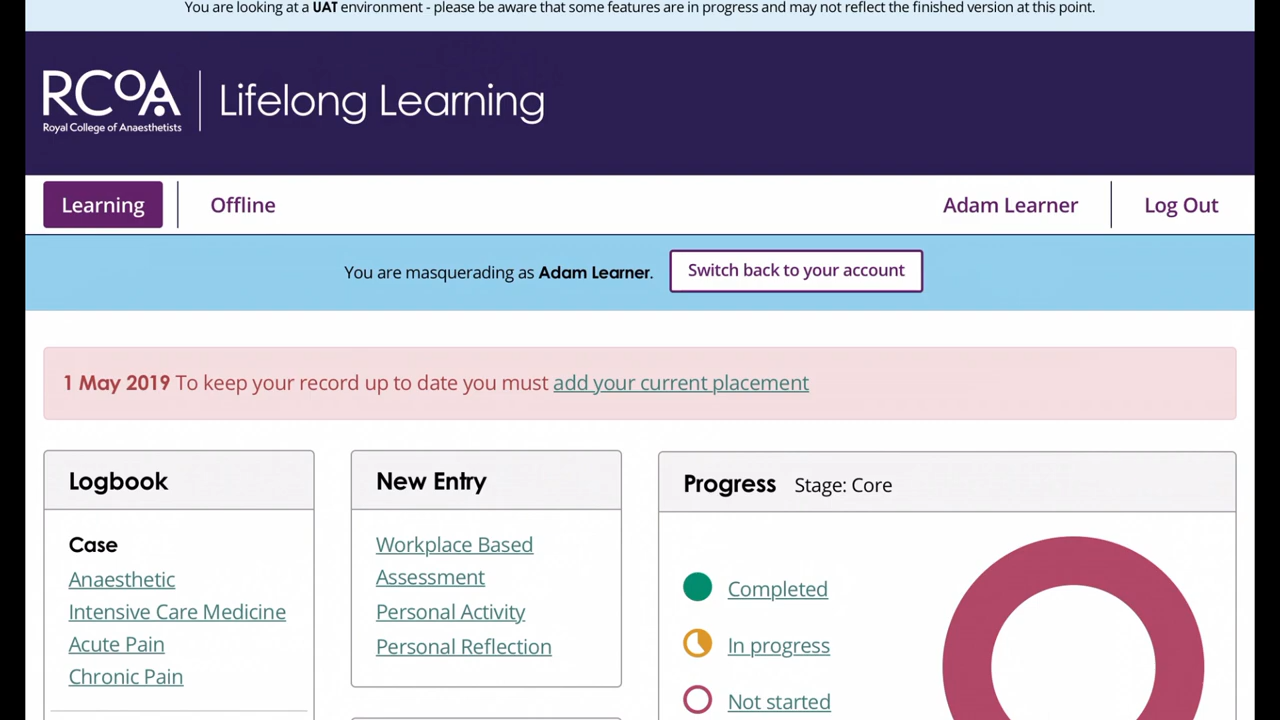 You are looking at a UAT environment - please be aware that some features are in progress and may not reflect the finished version at this point.
RCOA
Royal College of Anaesthetists
Lifelong Learning
Learning
Offline
Adam Learner
Log Out
You are masquerading as Adam Learner.
Switch back to your account
1 May 2019 To keep your record up to date you must add your current placement
Logbook
Case
Anaesthetic
Intensive Care Medicine
Acute Pain
Chronic Pain
New Entry
Workplace Based
Assessment
Personal Activity
Personal Reflection
Progress Stage: Core
Completed
In progress
Not started